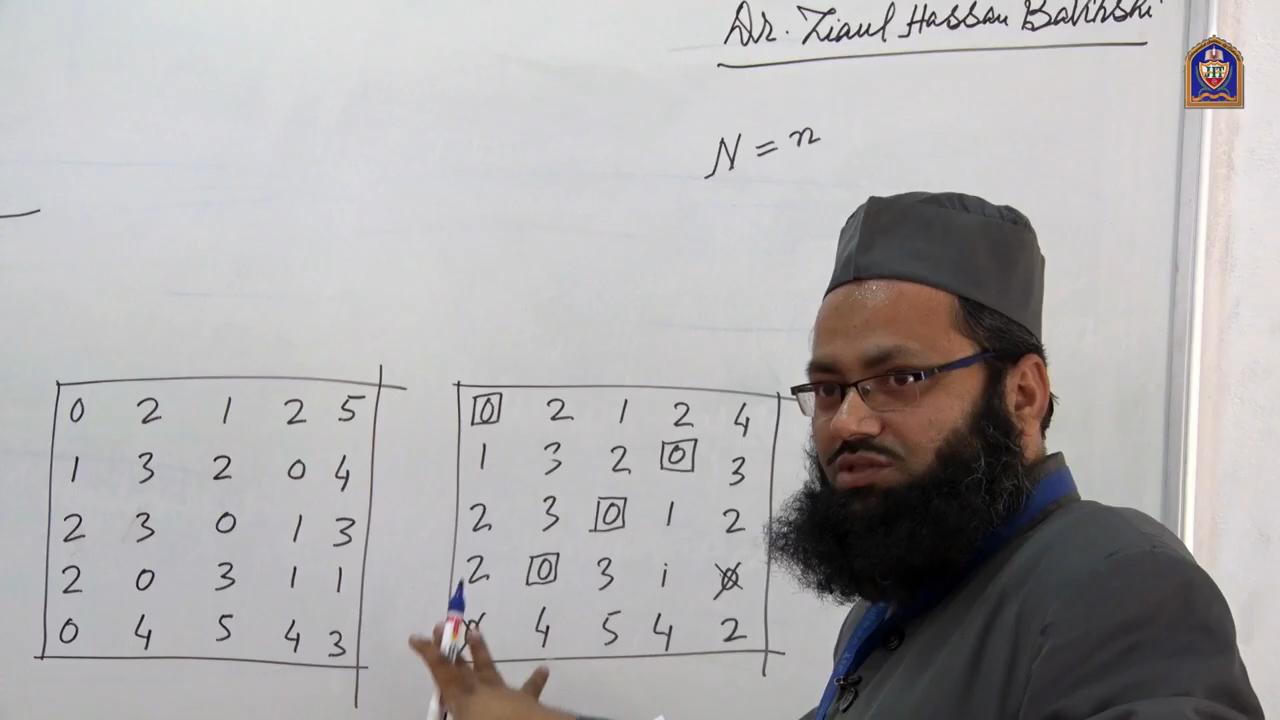 Dr. Ziaul Hassan Bakhshi
N = n
0 2 1 2 5
1 3 2 0 4
2 3 0 1 3
2 0 3 1 1
0 4 5 4 3
0 2 1 2 4
1 3 2 0 3
2 3 0 1 2
2 0 3 1 0
4 5 4 2
JIT